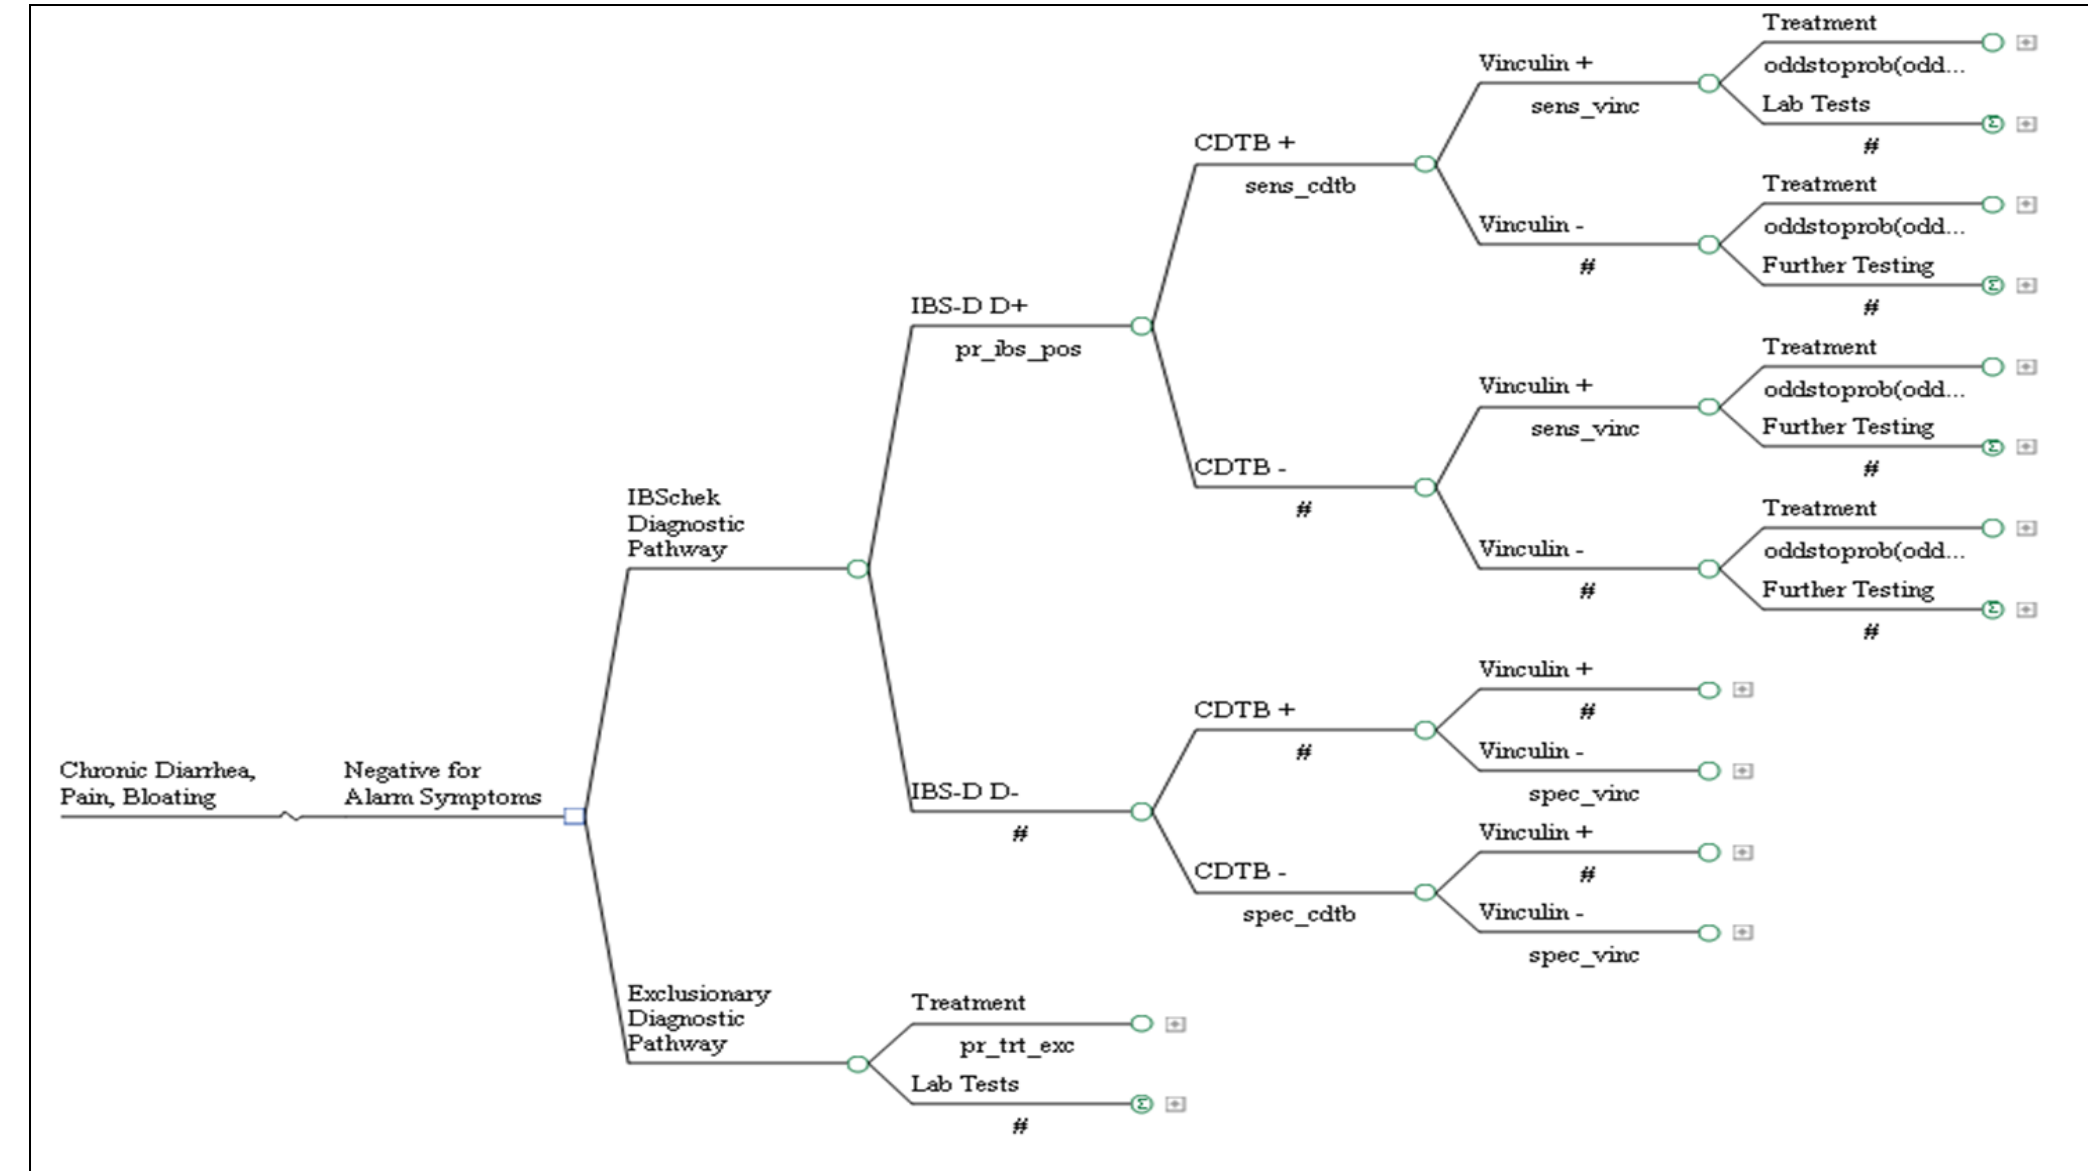 Treatment
oddstoprob(odd...
Lab Tests
#
Vinculin +
sens_vinc
Treatment
oddstoprob(odd...
Further Testing
#
Vinculin -
#
CDTB +
sens_cdtb
Treatment
oddstoprob(odd...
Further Testing
#
Vinculin +
sens_vinc
Treatment
oddstoprob(odd...
Further Testing
#
Vinculin -
#
CDTB -
#
IBS-D D+
pr_ibs_pos
IBSchek
Diagnostic
Pathway
Vinculin +
#
Vinculin -
spec_vinc
CDTB +
#
Vinculin +
#
Vinculin -
spec_vinc
CDTB -
spec_cdtb
IBS-D D-
#
Chronic Diarrhea,
Pain, Bloating
Negative for
Alarm Symptoms
Exclusionary
Diagnostic
Pathway
Treatment
pr_trt_exc
Lab Tests
#